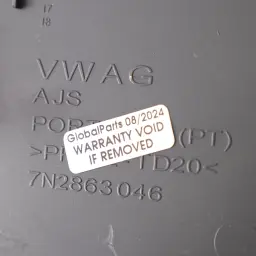 17
18
VWAG
AJS
GlobalParts 08/2024
WARRANTY VOID
IF REMOVED
(PT)
TD20<
7N2863046